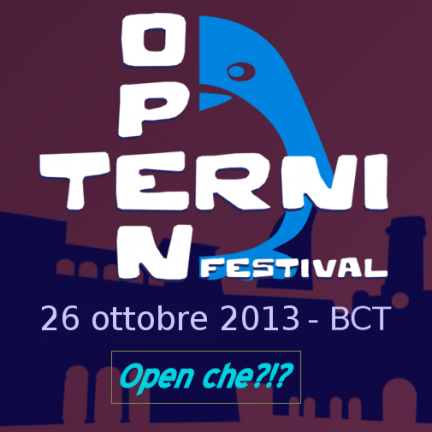 OPEN
TERNI
FESTIVAL
26 ottobre 2013 - BCT
Open che?!?